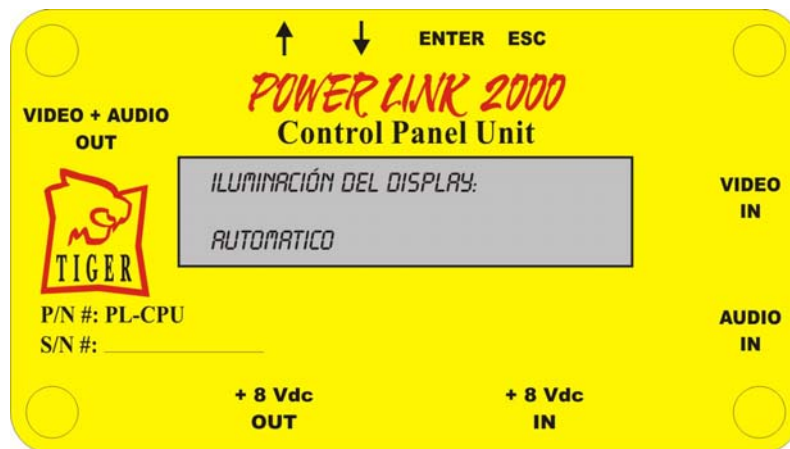 ↑ ↓ ENTER ESC
POWER LINK 2000
Control Panel Unit
VIDEO + AUDIO
OUT
ILUMINACIÓN DEL DISPLAY:
AUTOMATICO
VIDEO
IN
TIGER
P/N #: PL-CPU
S/N #:
AUDIO
IN
+ 8 Vdc
OUT
+ 8 Vdc
IN